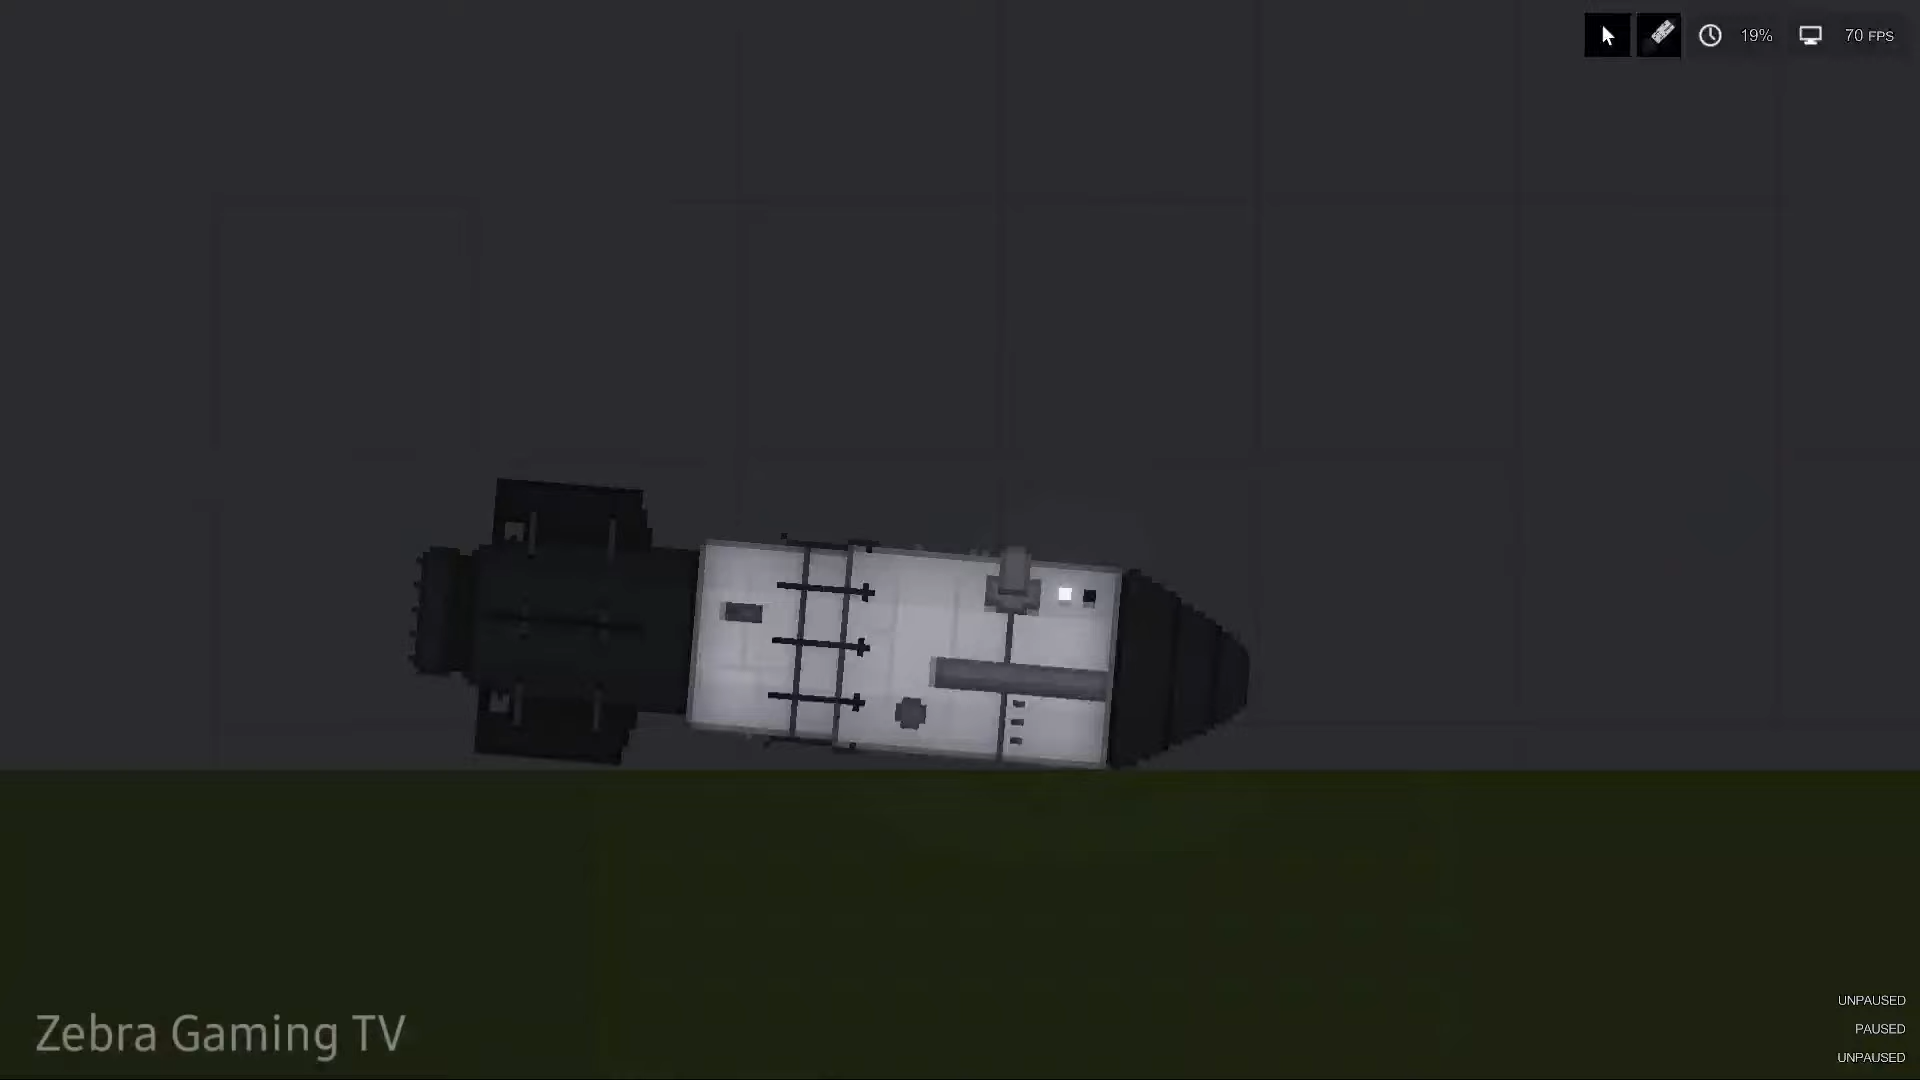 19%
70 FPS
UNPAUSED
PAUSED
UNPAUSED
Zebra Gaming TV